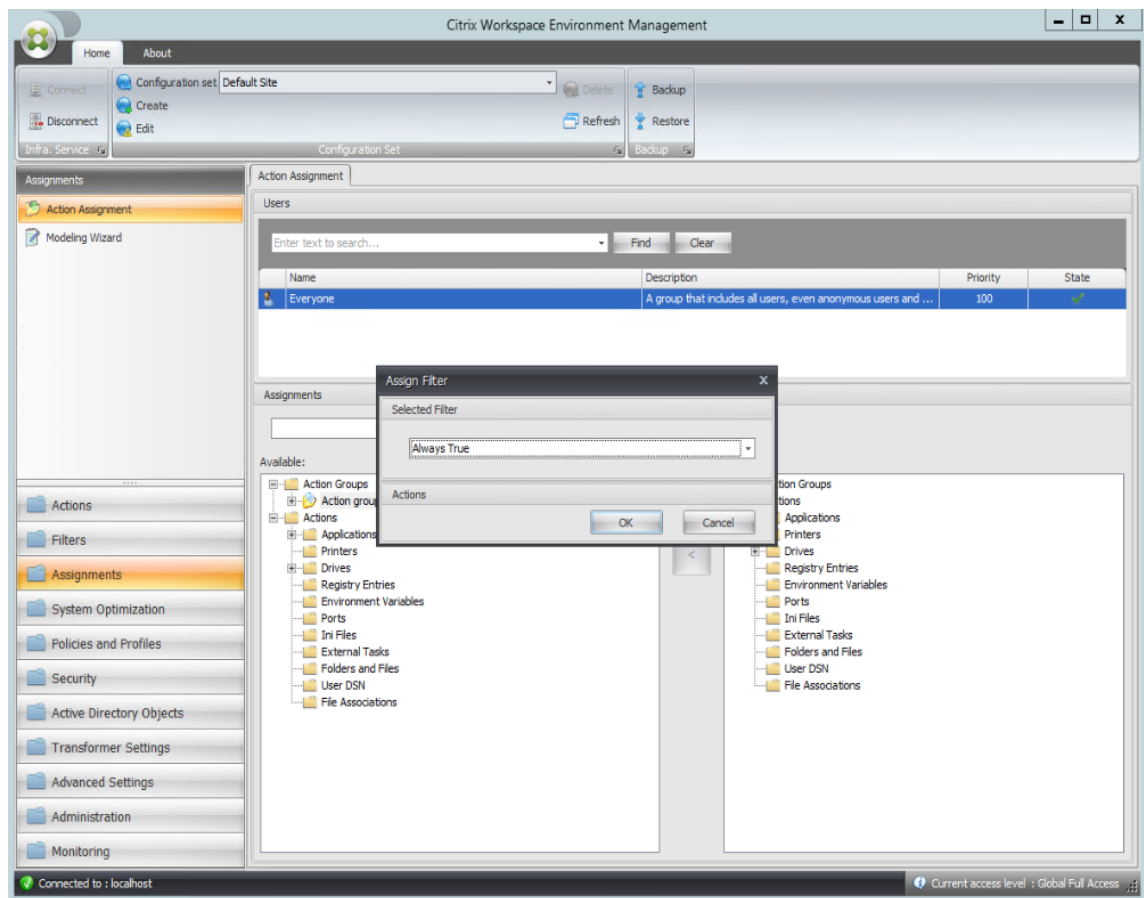 Citrix Workspace Environment Management
Home About
Connect
Disconnect
Infra. Service
Configuration set Default Site
Create
Edit
Delete
Refresh
Configuration Set
Backup
Restore
Backup
Assignments
Action Assignment
Modeling Wizard
Actions
Filters
Assignments
System Optimization
Policies and Profiles
Security
Active Directory Objects
Transformer Settings
Advanced Settings
Administration
Monitoring
Action Assignment
Users
Enter text to search... Find Clear
Name Description Priority State
Everyone A group that includes all users, even anonymous users and ... 100
Assignments
Available:
Action Groups
Action group
Actions
Applications
Printers
Drives
Registry Entries
Environment Variables
Ports
Ini Files
External Tasks
Folders and Files
User DSN
File Associations
Assign Filter x
Selected Filter
Always True
Actions
OK Cancel
<
tion Groups
tions
Applications
Printers
Drives
Registry Entries
Environment Variables
Ports
Ini Files
External Tasks
Folders and Files
User DSN
File Associations
Connected to : localhost
Current access level : Global Full Access